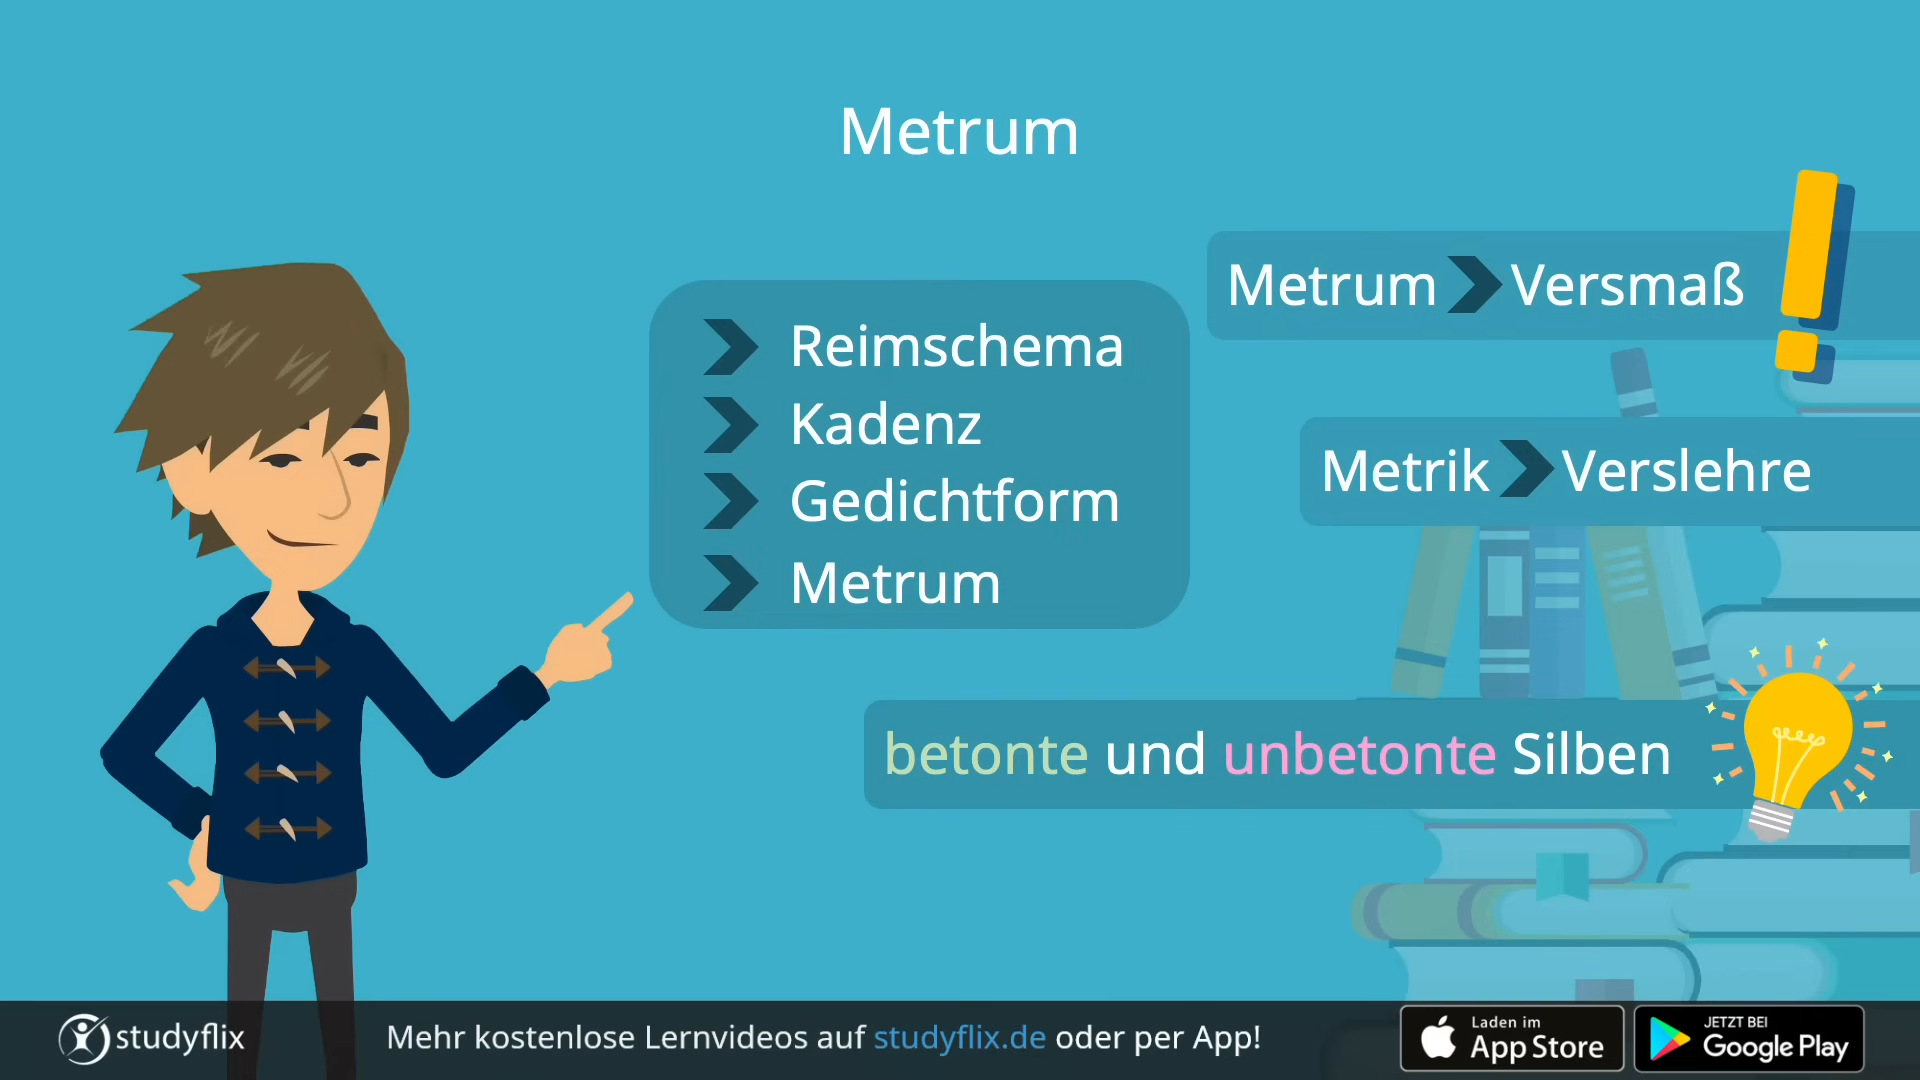 Metrum
Reimschema
Kadenz
Gedichtform
Metrum
Metrum Versmaß
Metrik Verslehre
betonte und unbetonte Silben
studyflix
Mehr kostenlose Lernvideos auf studyflix.de oder per App!
Laden im
App Store
JETZT BEI
Google Play